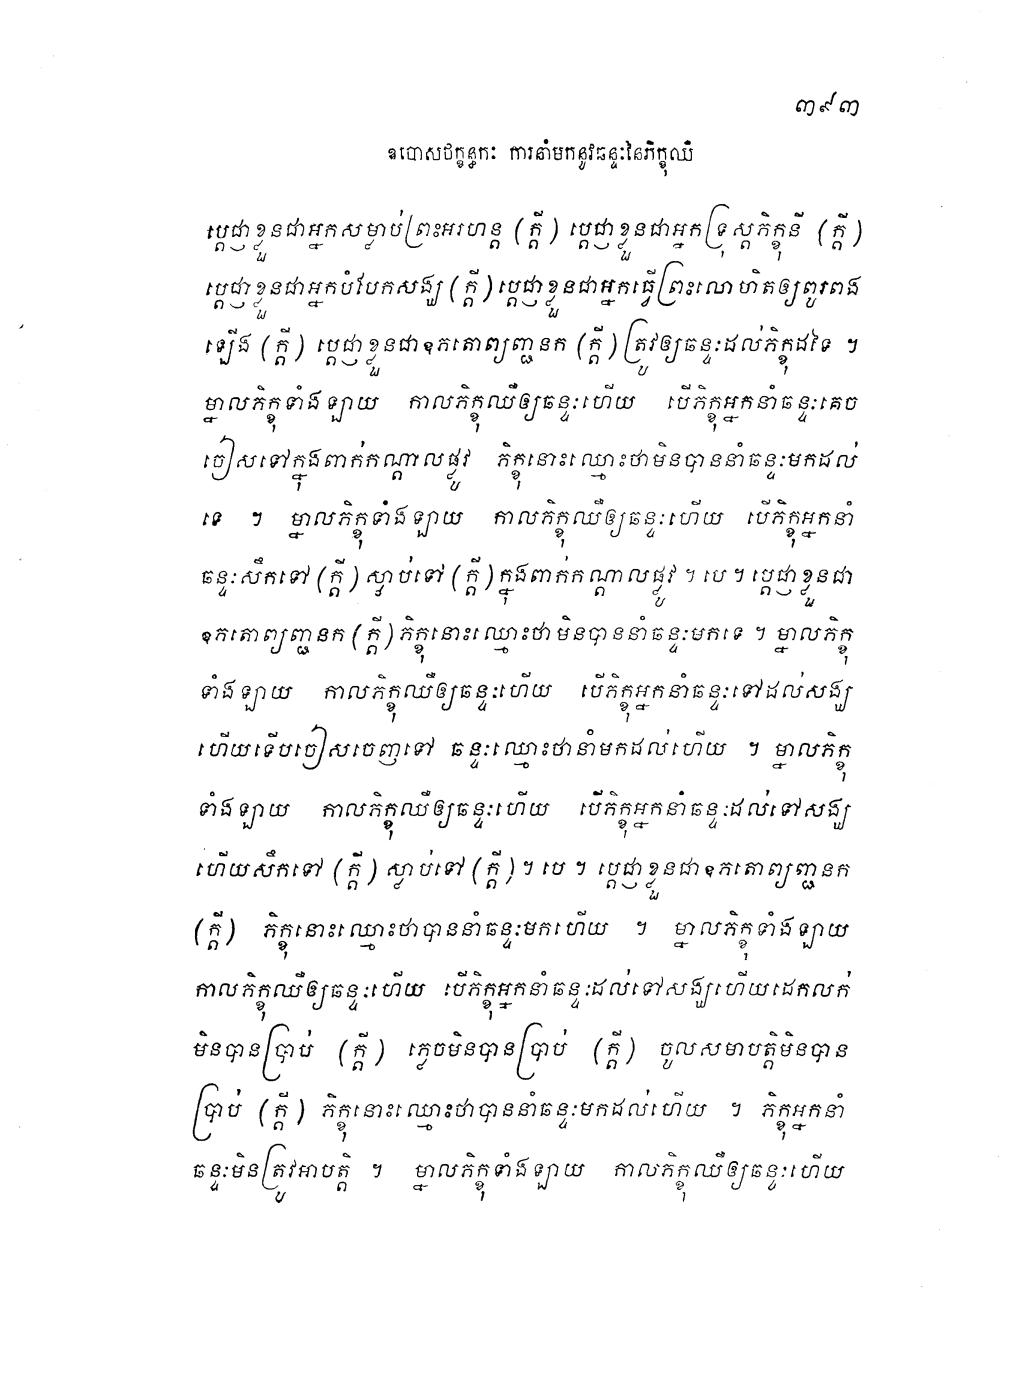 ៣៩៣
ឧបោសថក្ខន្ធកៈ ការនាំមកនូវឆន្ទៈនៃភិក្ខុឈឺ
ប្តេជ្ញាខ្លួនជាអ្នកសម្លាប់ព្រះអរហន្ត (ក្តី) ប្តេជ្ញាខ្លួនជាអ្នកទ្រុស្តភិក្ខុនី (ក្តី)
ប្តេជ្ញាខ្លួនជាអ្នកបំបែកសង្ឃ (ក្តី) ប្តេជ្ញាខ្លួនជាអ្នកធ្វើព្រះលោហិតឲ្យពូរពង
ឡើង (ក្តី) ប្តេជ្ញាខ្លួនជាឧភតោព្យញ្ជនក (ក្តី) ត្រូវឲ្យឆន្ទៈដល់ភិក្ខុដទៃ ។
ម្នាលភិក្ខុទាំងឡាយ កាលភិក្ខុឈឺឲ្យឆន្ទៈហើយ បើភិក្ខុអ្នកនាំឆន្ទៈគេច
ចៀសទៅក្នុងពាក់កណ្តាលផ្លូវ ភិក្ខុនោះឈ្មោះថាមិនបាននាំឆន្ទៈមកដល់
ទេ ។ ម្នាលភិក្ខុទាំងឡាយ កាលភិក្ខុឈឺឲ្យឆន្ទៈហើយ បើភិក្ខុអ្នកនាំ
ឆន្ទៈសឹកទៅ (ក្តី) ស្លាប់ទៅ (ក្តី) ក្នុងពាក់កណ្តាលផ្លូវ ។ បេ ។ ប្តេជ្ញាខ្លួនជា
ឧភតោព្យញ្ជនក (ក្តី) ភិក្ខុនោះឈ្មោះថាមិនបាននាំឆន្ទៈមកទេ ។ ម្នាលភិក្ខុ
ទាំងឡាយ កាលភិក្ខុឈឺឲ្យឆន្ទៈហើយ បើភិក្ខុអ្នកនាំឆន្ទៈទៅដល់សង្ឃ
ហើយទើបចៀសចេញទៅ ឆន្ទៈឈ្មោះថានាំមកដល់ហើយ ។ ម្នាលភិក្ខុ
ទាំងឡាយ កាលភិក្ខុឈឺឲ្យឆន្ទៈហើយ បើភិក្ខុអ្នកនាំឆន្ទៈដល់ទៅសង្ឃ
ហើយសឹកទៅ (ក្តី) ស្លាប់ទៅ (ក្តី) ។ បេ ។ ប្តេជ្ញាខ្លួនជាឧភតោព្យញ្ជនក
(ក្តី) ភិក្ខុនោះឈ្មោះថាបាននាំឆន្ទៈមកហើយ ។ ម្នាលភិក្ខុទាំងឡាយ
កាលភិក្ខុឈឺឲ្យឆន្ទៈហើយ បើភិក្ខុអ្នកនាំឆន្ទៈដល់ទៅសង្ឃហើយដេកលក់
មិនបានប្រាប់ (ក្តី) ភ្លេចមិនបានប្រាប់ (ក្តី) ចូលសមាបត្តិមិនបាន
ប្រាប់ (ក្តី) ភិក្ខុនោះឈ្មោះថាបាននាំឆន្ទៈមកដល់ហើយ ។ ភិក្ខុអ្នកនាំ
ឆន្ទៈមិនត្រូវអាបត្តិ ។ ម្នាលភិក្ខុទាំងឡាយ កាលភិក្ខុឈឺឲ្យឆន្ទៈហើយ